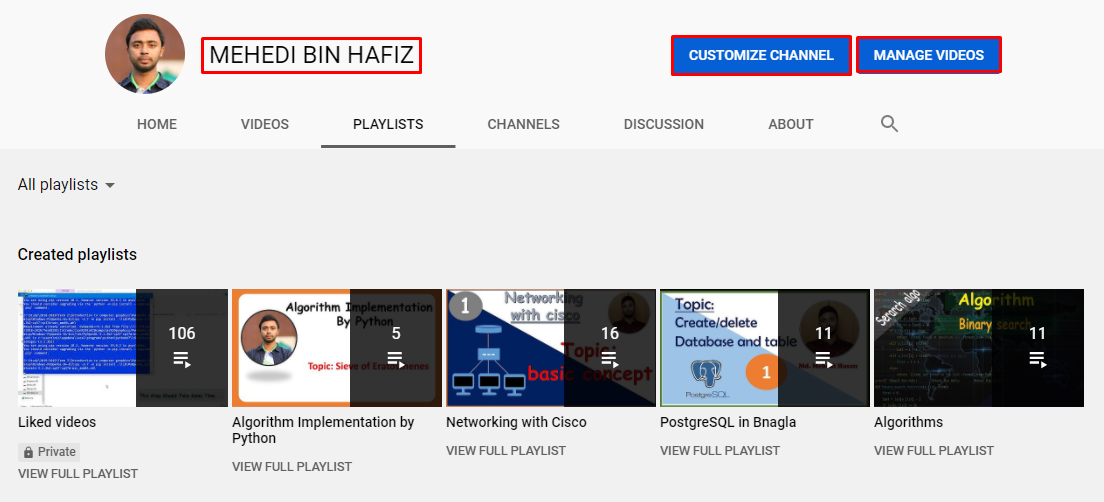 MEHEDI BIN HAFIZ
CUSTOMIZE CHANNEL
MANAGE VIDEOS
HOME
VIDEOS
PLAYLISTS
CHANNELS
DISCUSSION
ABOUT
All playlists
Created playlists
106
Algorithm Implementation
By Python
Topic: Sieve of Eratosthenes
5
1
Networking
with cisco
Topic
basic concept
16
Topic:
Create/delete
Database and table
1
PostgreSQL
11
Search algo
Algorithm
Binary search
11
Liked videos
Private
VIEW FULL PLAYLIST
Algorithm Implementation by
Python
VIEW FULL PLAYLIST
Networking with Cisco
VIEW FULL PLAYLIST
PostgreSQL in Bnagla
VIEW FULL PLAYLIST
Algorithms
VIEW FULL PLAYLIST